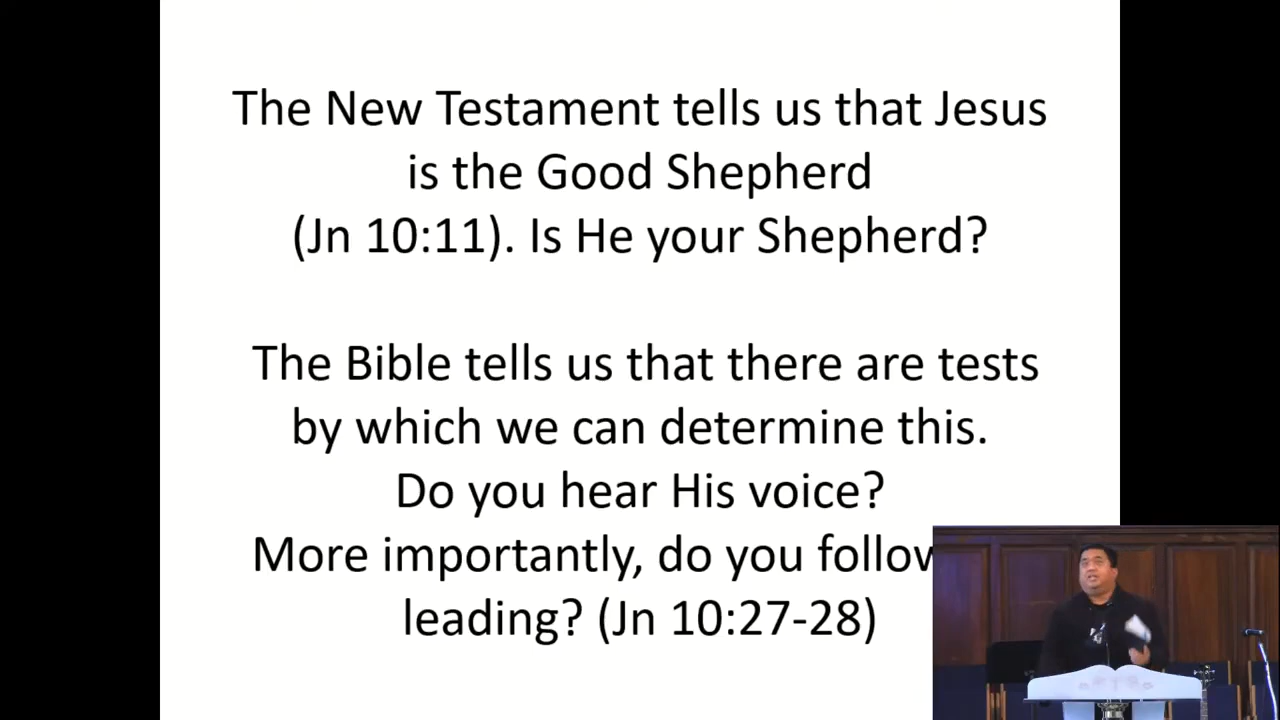 The New Testament tells us that Jesus
is the Good Shepherd
(Jn 10:11). Is He your Shepherd?
The Bible tells us that there are tests
by which we can determine this.
Do you hear His voice?
More importantly, do you follow
leading? (Jn 10:27-28)